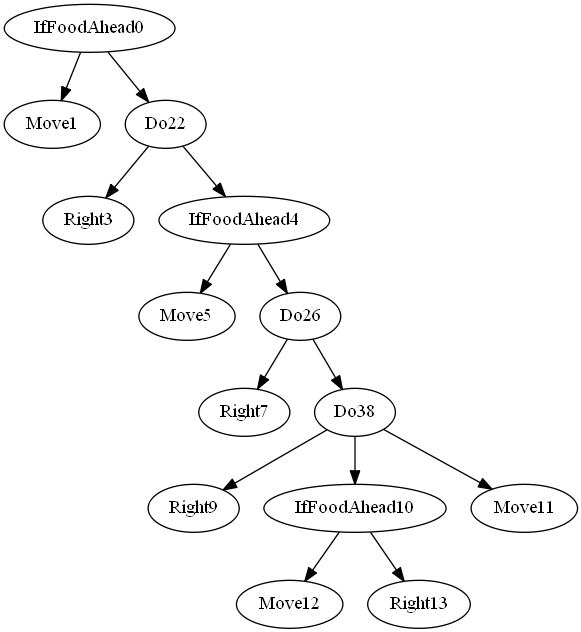 IfFoodAhead0
Move1
Do22
Right3
IfFoodAhead4
Move5
Do26
Right7
Do38
Right9
IfFoodAhead10
Move11
Move12
Right13